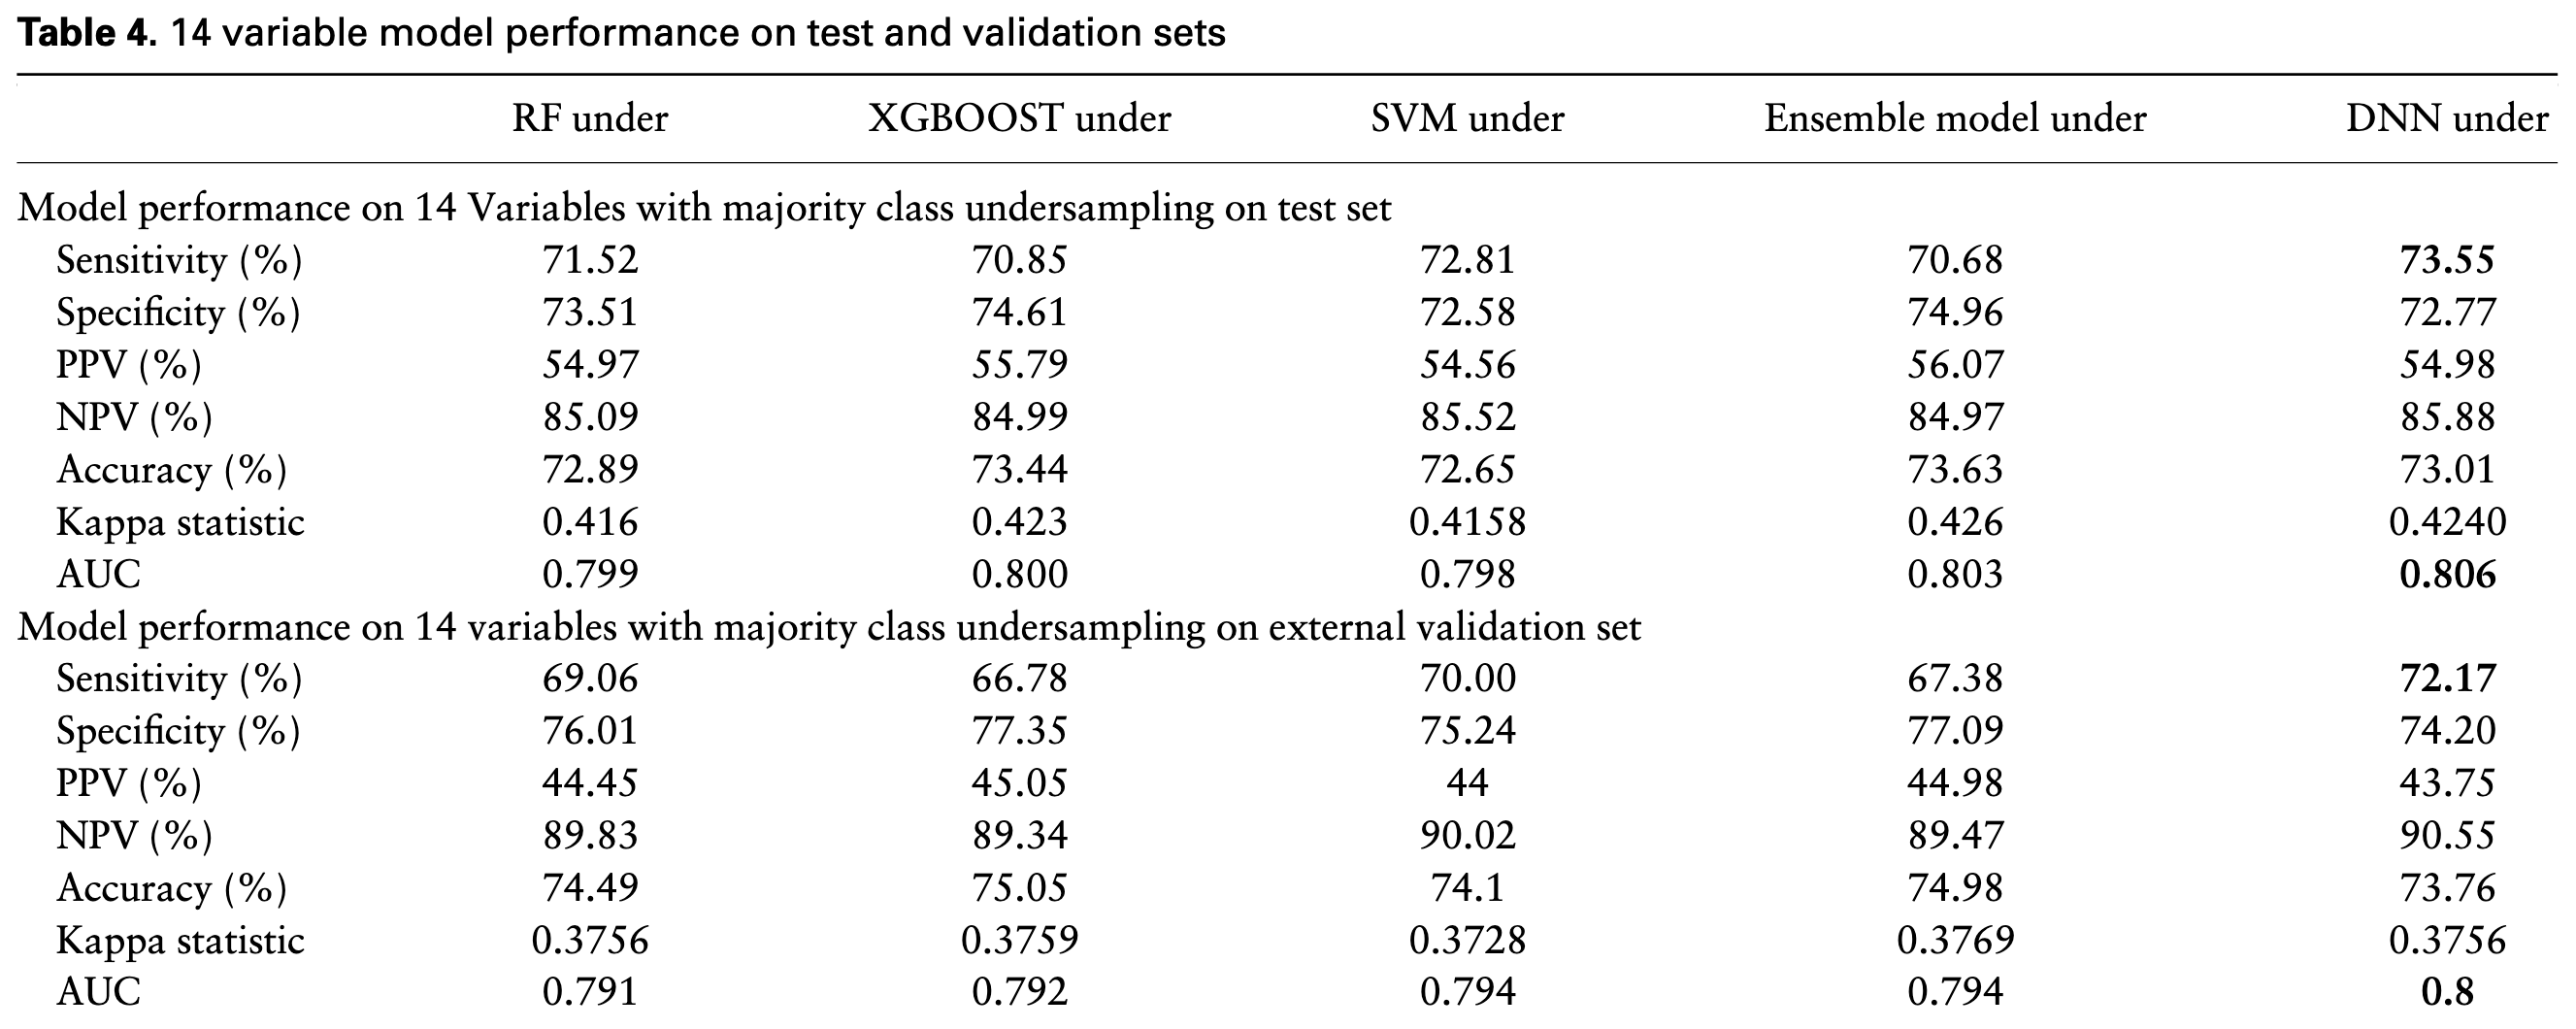 Table 4. 14 variable model performance on test and validation sets
RF under XGBOOST under SVM under Ensemble model under DNN under
Model performance on 14 Variables with majority class undersampling on test set
Sensitivity (%) 71.52 70.85 72.81 70.68 73.55
Specificity (%) 73.51 74.61 72.58 74.96 72.77
PPV (%) 54.97 55.79 54.56 56.07 54.98
NPV (%) 85.09 84.99 85.52 84.97 85.88
Accuracy (%) 72.89 73.44 72.65 73.63 73.01
Kappa statistic 0.416 0.423 0.4158 0.426 0.4240
AUC 0.799 0.800 0.798 0.803 0.806
Model performance on 14 variables with majority class undersampling on external validation set
Sensitivity (%) 69.06 66.78 70.00 67.38 72.17
Specificity (%) 76.01 77.35 75.24 77.09 74.20
PPV (%) 44.45 45.05 44 44.98 43.75
NPV (%) 89.83 89.34 90.02 89.47 90.55
Accuracy (%) 74.49 75.05 74.1 74.98 73.76
Kappa statistic 0.3756 0.3759 0.3728 0.3769 0.3756
AUC 0.791 0.792 0.794 0.794 0.8